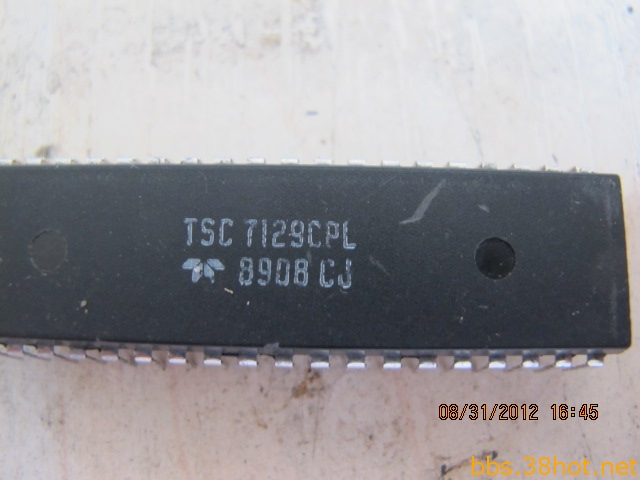 TSC 7129CPL
8908 CJ
08/31/2012 16:45
bbs.38hot.net